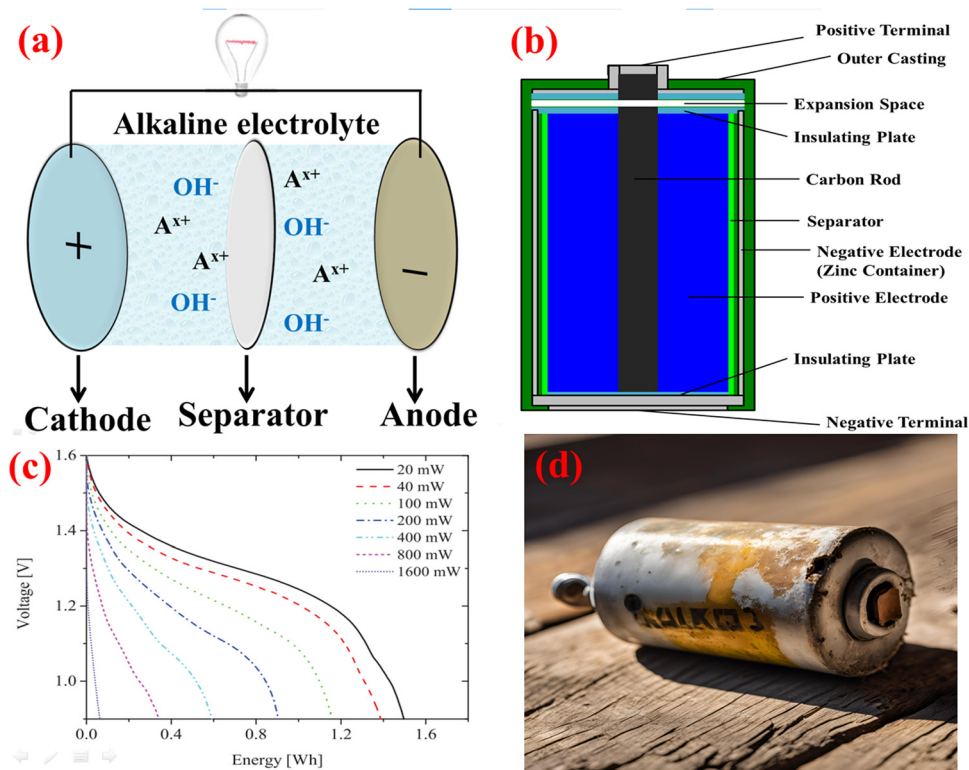 (a)
Alkaline electrolyte
OH-
Ax+
Ax+
OH-
Ax+
Ax+
OH-
OH-
+
−
Cathode
Separator
Anode
(b)
Positive Terminal
Outer Casting
Expansion Space
Insulating Plate
Carbon Rod
Separator
Negative Electrode
(Zinc Container)
Positive Electrode
Insulating Plate
Negative Terminal
(c)
Voltage [V]
1.6
1.4
1.2
1.0
0.0
0.4
0.8
1.2
1.6
Energy [Wh]
20 mW
40 mW
100 mW
200 mW
400 mW
800 mW
1600 mW
(d)